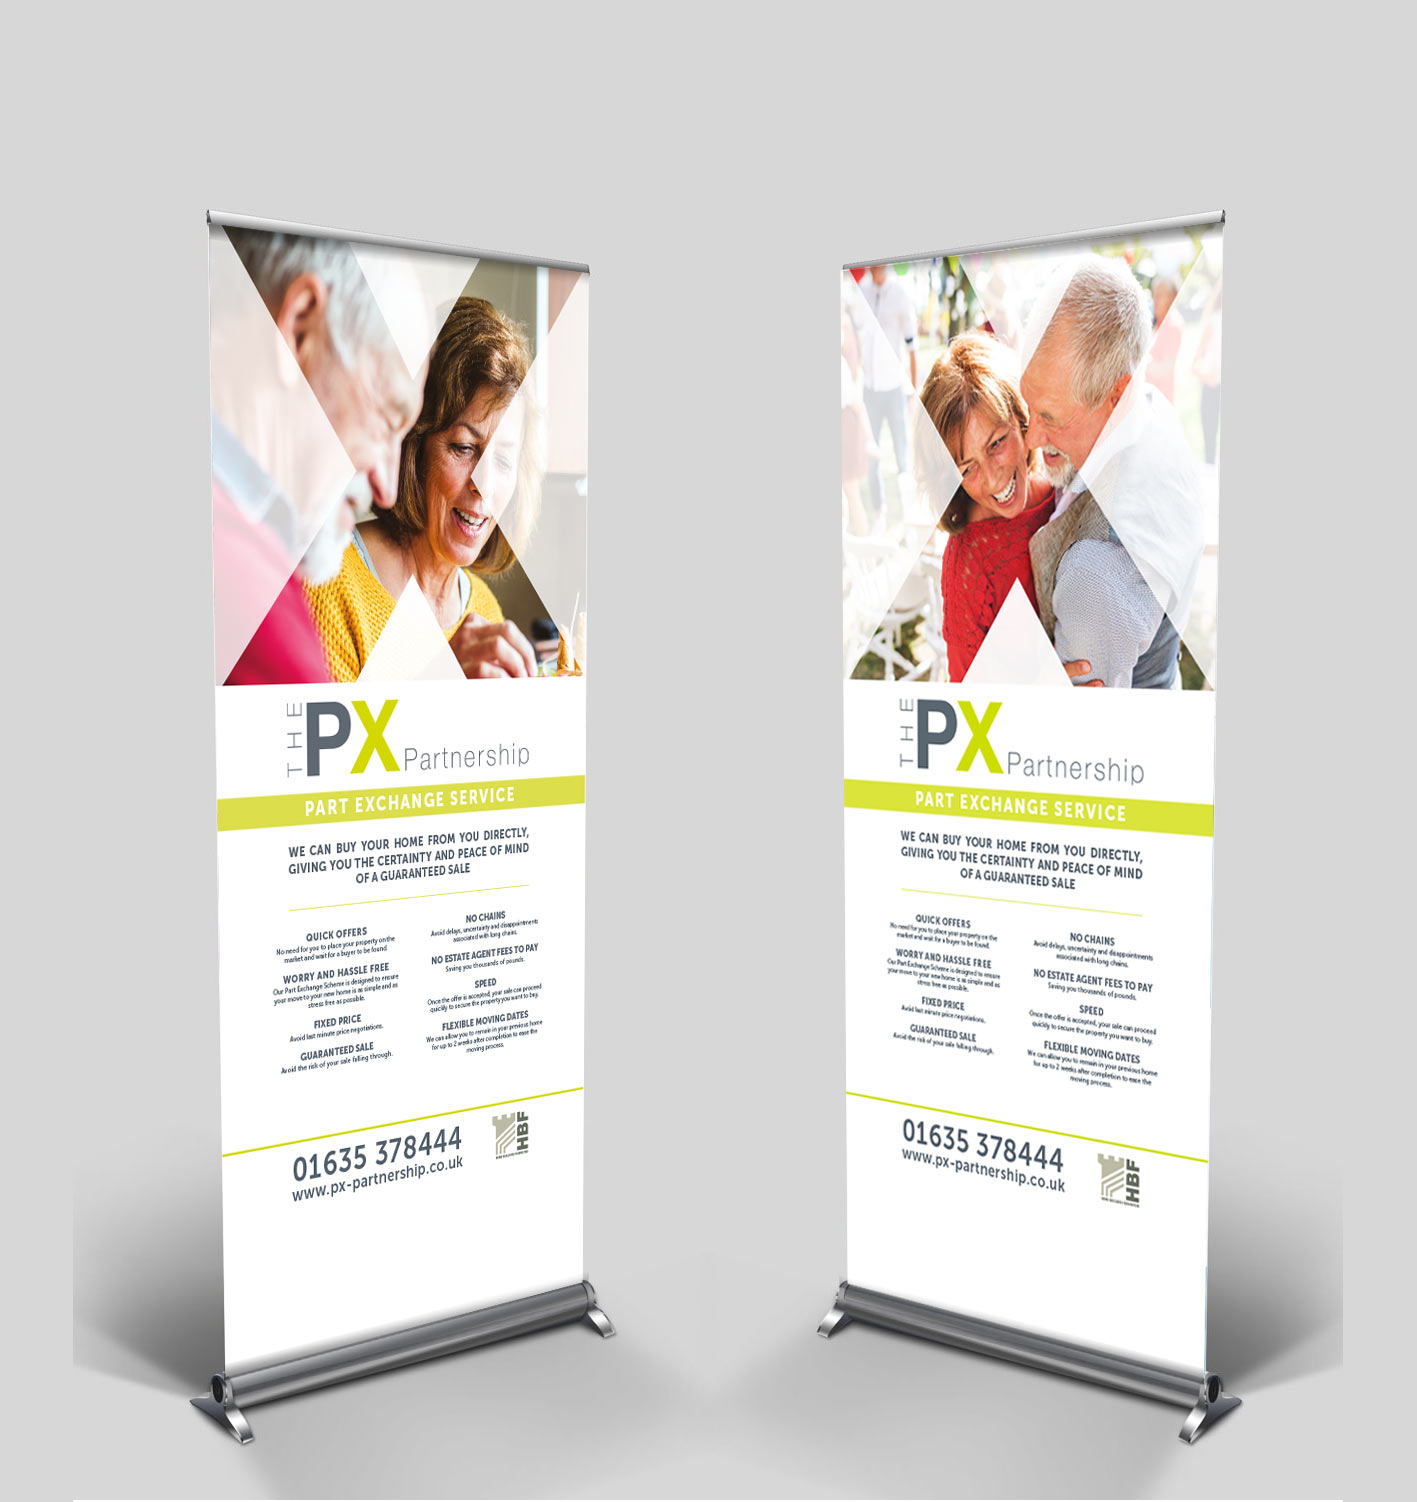 THE PX Partnership
PART EXCHANGE SERVICE
WE CAN BUY YOUR HOME FROM YOU DIRECTLY,
GIVING YOU THE CERTAINTY AND PEACE OF MIND
OF A GUARANTEED SALE
QUICK OFFERS
No need for you to place your property on the
market and wait for a buyer to be found.
WORRY AND HASSLE FREE
Our Part Exchange Scheme is designed to ensure
your move to your new home is as simple and as
stress free as possible.
FIXED PRICE
Avoid last minute price negotiations.
GUARANTEED SALE
Avoid the risk of your sale falling through.
NO CHAINS
Avoid delays, uncertainty and disappointments
associated with long chains.
NO ESTATE AGENT FEES TO PAY
Saving you thousands of pounds.
SPEED
Once the offer is accepted, your sale can proceed
quickly to secure the property you want to buy.
FLEXIBLE MOVING DATES
We can allow you to remain in your previous home
for up to 2 weeks after completion to ease the
moving process.
01635 378444
www.px-partnership.co.uk
HBF
THE PX Partnership
PART EXCHANGE SERVICE
WE CAN BUY YOUR HOME FROM YOU DIRECTLY,
GIVING YOU THE CERTAINTY AND PEACE OF MIND
OF A GUARANTEED SALE
QUICK OFFERS
No need for you to place your property on the
market and wait for a buyer to be found.
WORRY AND HASSLE FREE
Our Part Exchange Scheme is designed to ensure
your move to your new home is as simple and as
stress free as possible.
FIXED PRICE
Avoid last minute price negotiations.
GUARANTEED SALE
Avoid the risk of your sale falling through.
NO CHAINS
Avoid delays, uncertainty and disappointments
associated with long chains.
NO ESTATE AGENT FEES TO PAY
Saving you thousands of pounds.
SPEED
Once the offer is accepted, your sale can proceed
quickly to secure the property you want to buy.
FLEXIBLE MOVING DATES
We can allow you to remain in your previous home
for up to 2 weeks after completion to ease the
moving process.
01635 378444
www.px-partnership.co.uk
HBF